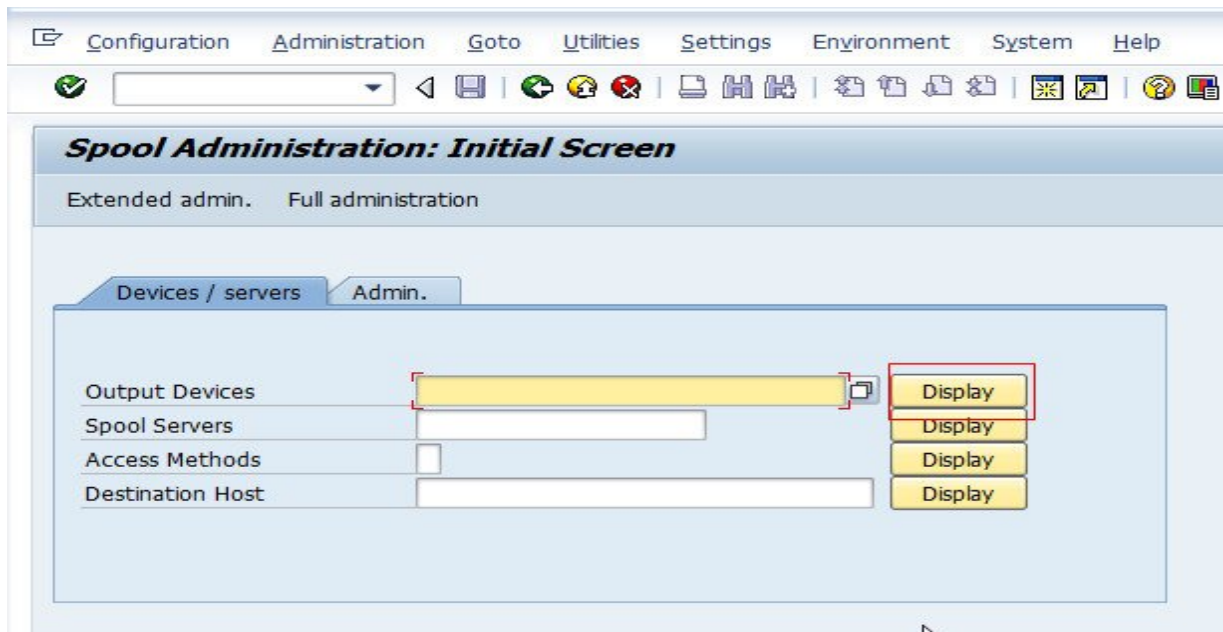 Configuration Administration Goto Utilities Settings Environment System Help
Spool Administration: Initial Screen
Extended admin. Full administration
Devices / servers Admin.
Output Devices Display
Spool Servers Display
Access Methods Display
Destination Host Display